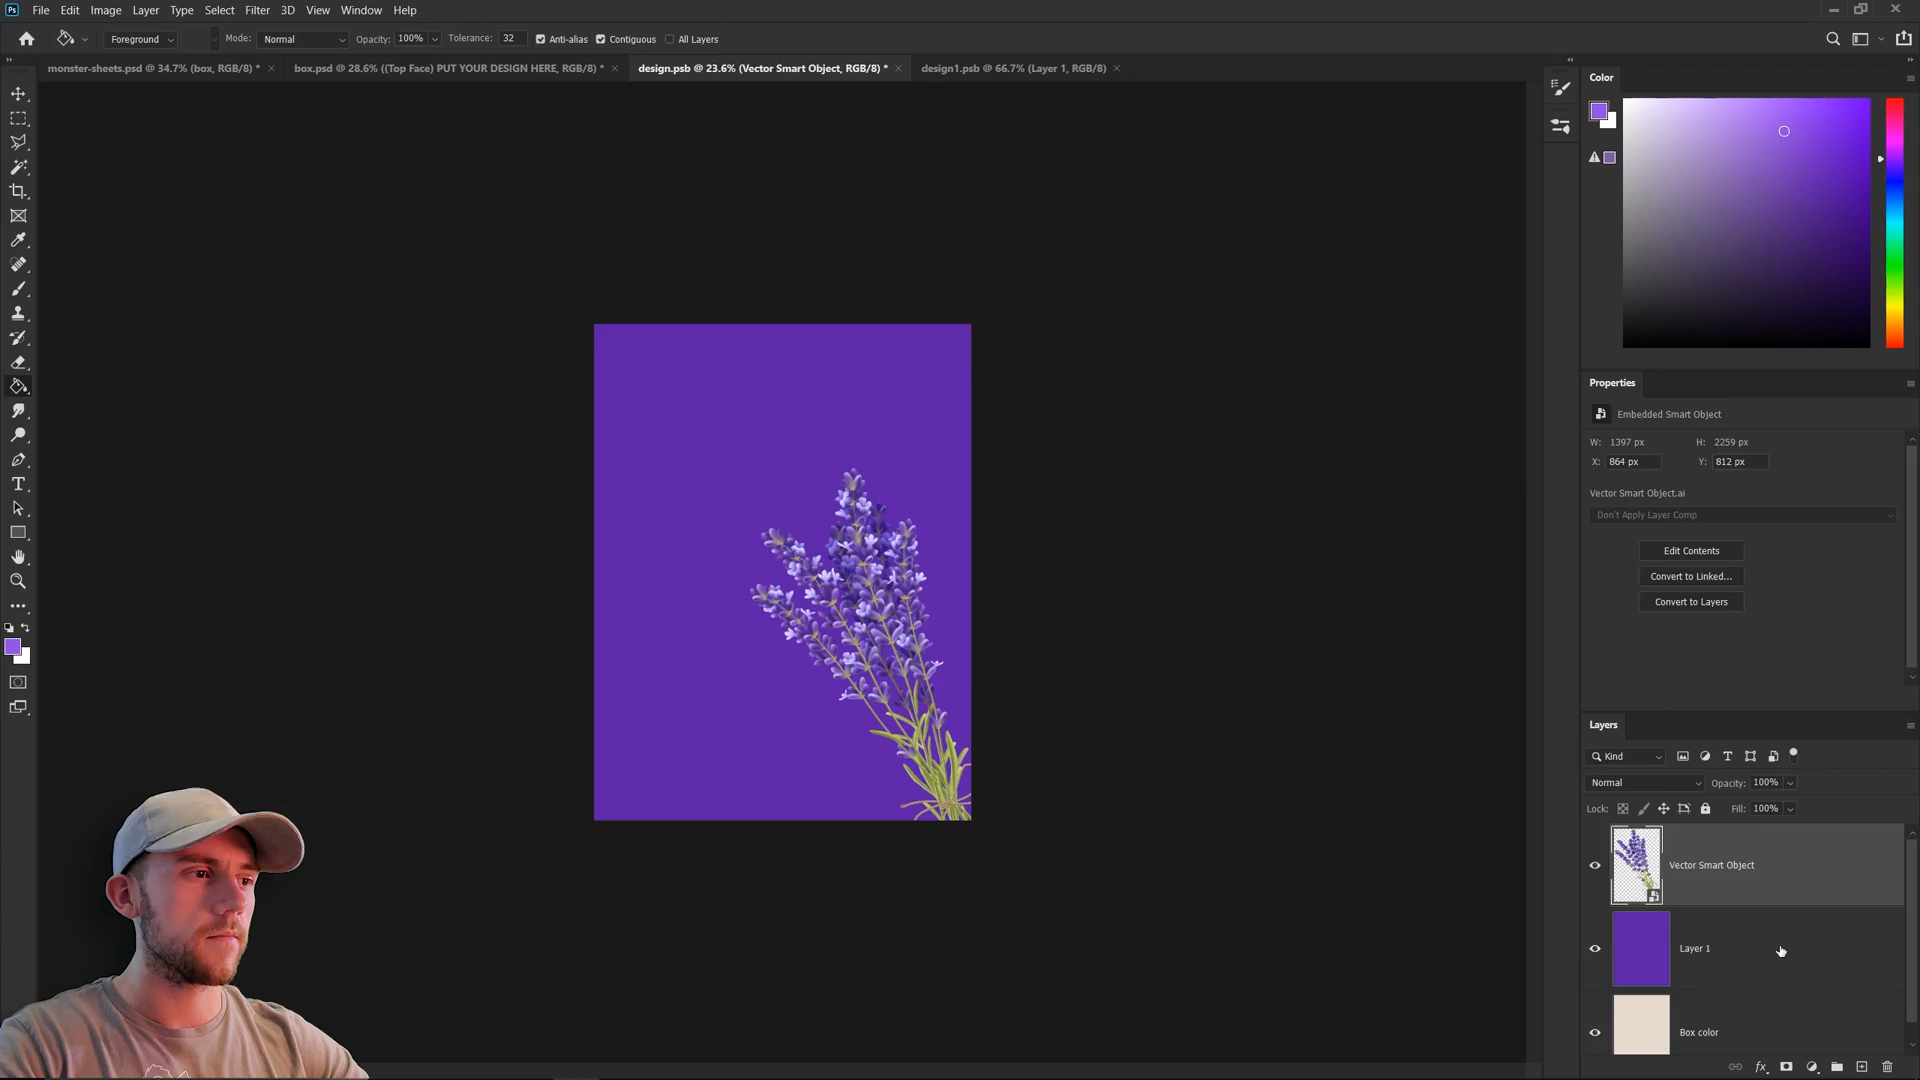 Ps File Edit Image Layer Type Select Filter 3D View Window Help
Foreground Mode: Normal Opacity: 100% Tolerance: 32 Anti-alias Contiguous All Layers
monster-sheets.psd @ 34.7% (box, RGB/8) * box.psd @ 28.6% ((Top Face) PUT YOUR DESIGN HERE, RGB/8) * design.psb @ 23.6% (Vector Smart Object, RGB/8) * design1.psb @ 66.7% (Layer 1, RGB/8)
Color
Properties
Embedded Smart Object
W: 1397 px H: 2259 px
X: 864 px Y: 812 px
Vector Smart Object.ai
Don't Apply Layer Comp
Edit Contents
Convert to Linked...
Convert to Layers
Layers
Kind
Normal Opacity: 100%
Lock: Fill: 100%
Vector Smart Object
Layer 1
Box color
fx